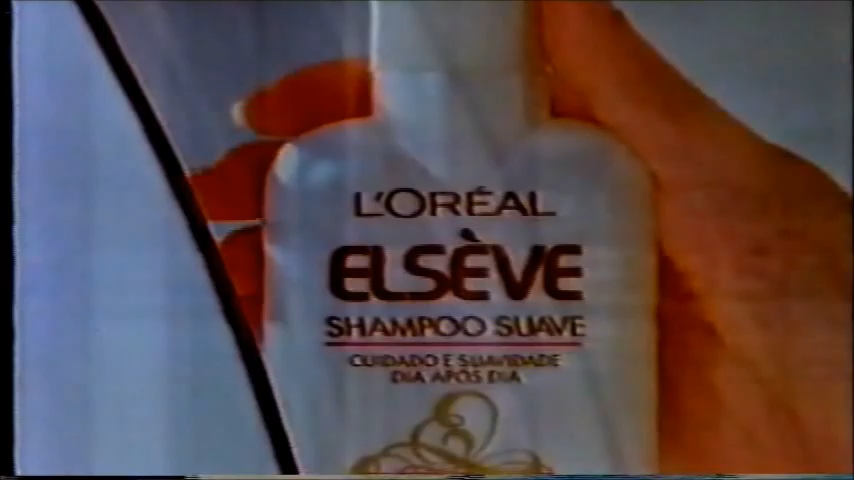 L'ORÉAL
ELSÈVE
SHAMPOO SUAVE
CUIDADO E SUAVIDADE
DIA APÓS DIA